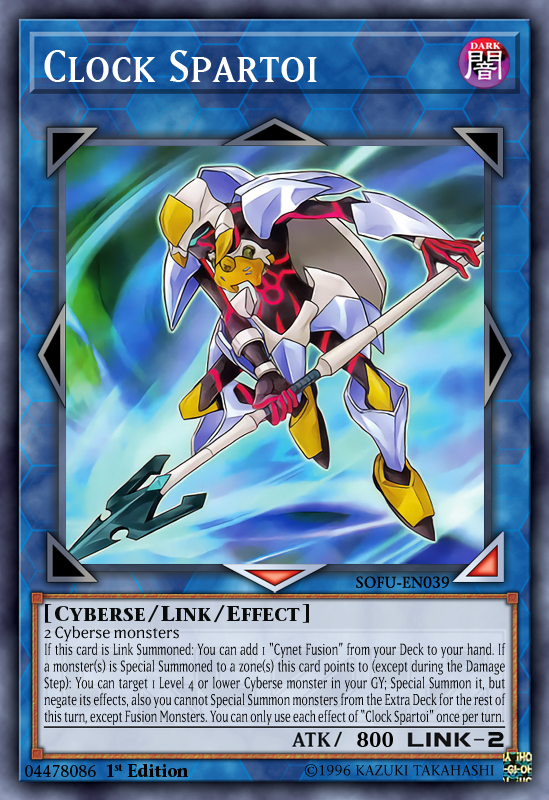 Clock Spartoi
DARK
闇
SOFU-EN039
[Cyberse/Link/Effect]
2 Cyberse monsters
If this card is Link Summoned: You can add 1 "Cynet Fusion" from your Deck to your hand. If
a monster(s) is Special Summoned to a zone(s) this card points to (except during the Damage
Step): You can target 1 Level 4 or lower Cyberse monster in your GY; Special Summon it, but
negate its effects, also you cannot Special Summon monsters from the Extra Deck for the rest of
this turn, except Fusion Monsters. You can only use each effect of "Clock Spartoi" once per turn.
ATK/ 800 LINK-2
04478086 1st Edition ©1996 KAZUKI TAKAHASHI